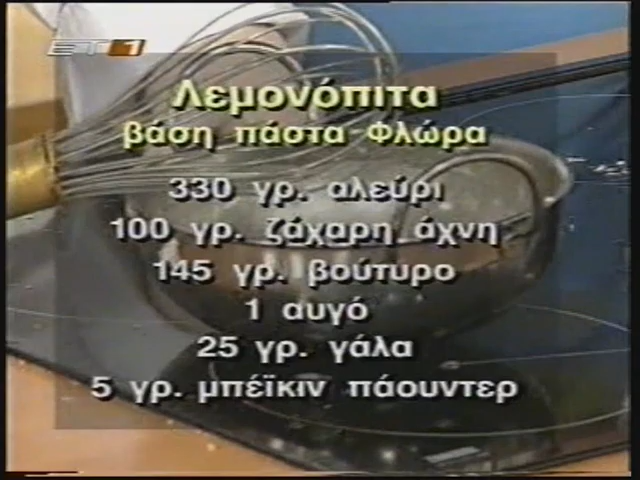 ET1
Λεμονόπιτα
βάση πάστα Φλώρα
330 γρ. αλεύρι
100 γρ. ζάχαρη άχνη
145 γρ. βούτυρο
1 αυγό
25 γρ. γάλα
5 γρ. μπέϊκιν πάουντερ